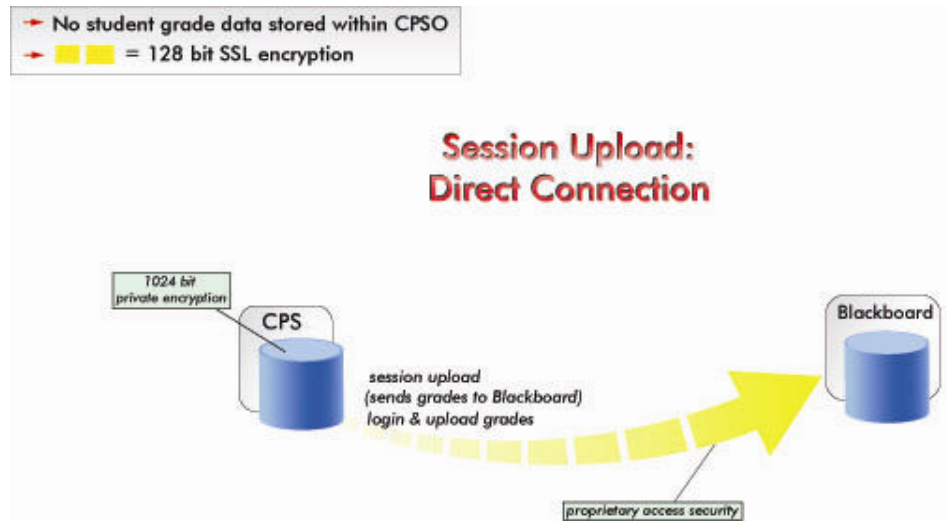 No student grade data stored within CPSO
= 128 bit SSL encryption
Session Upload:
Direct Connection
1024 bit
private encryption
CPS
Blackboard
session upload
(sends grades to Blackboard)
login & upload grades
proprietary access security